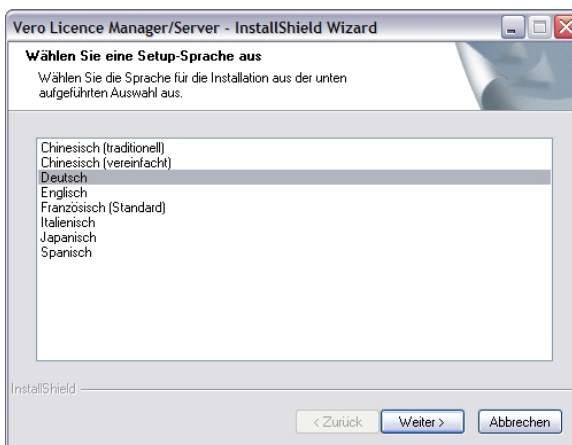 Vero Licence Manager/Server - InstallShield Wizard
Wählen Sie eine Setup-Sprache aus
Wählen Sie die Sprache für die Installation aus der unten
aufgeführten Auswahl aus.
Chinesisch (traditionell)
Chinesisch (vereinfacht)
Deutsch
Englisch
Französisch (Standard)
Italienisch
Japanisch
Spanisch
InstallShield
< Zurück Weiter > Abbrechen